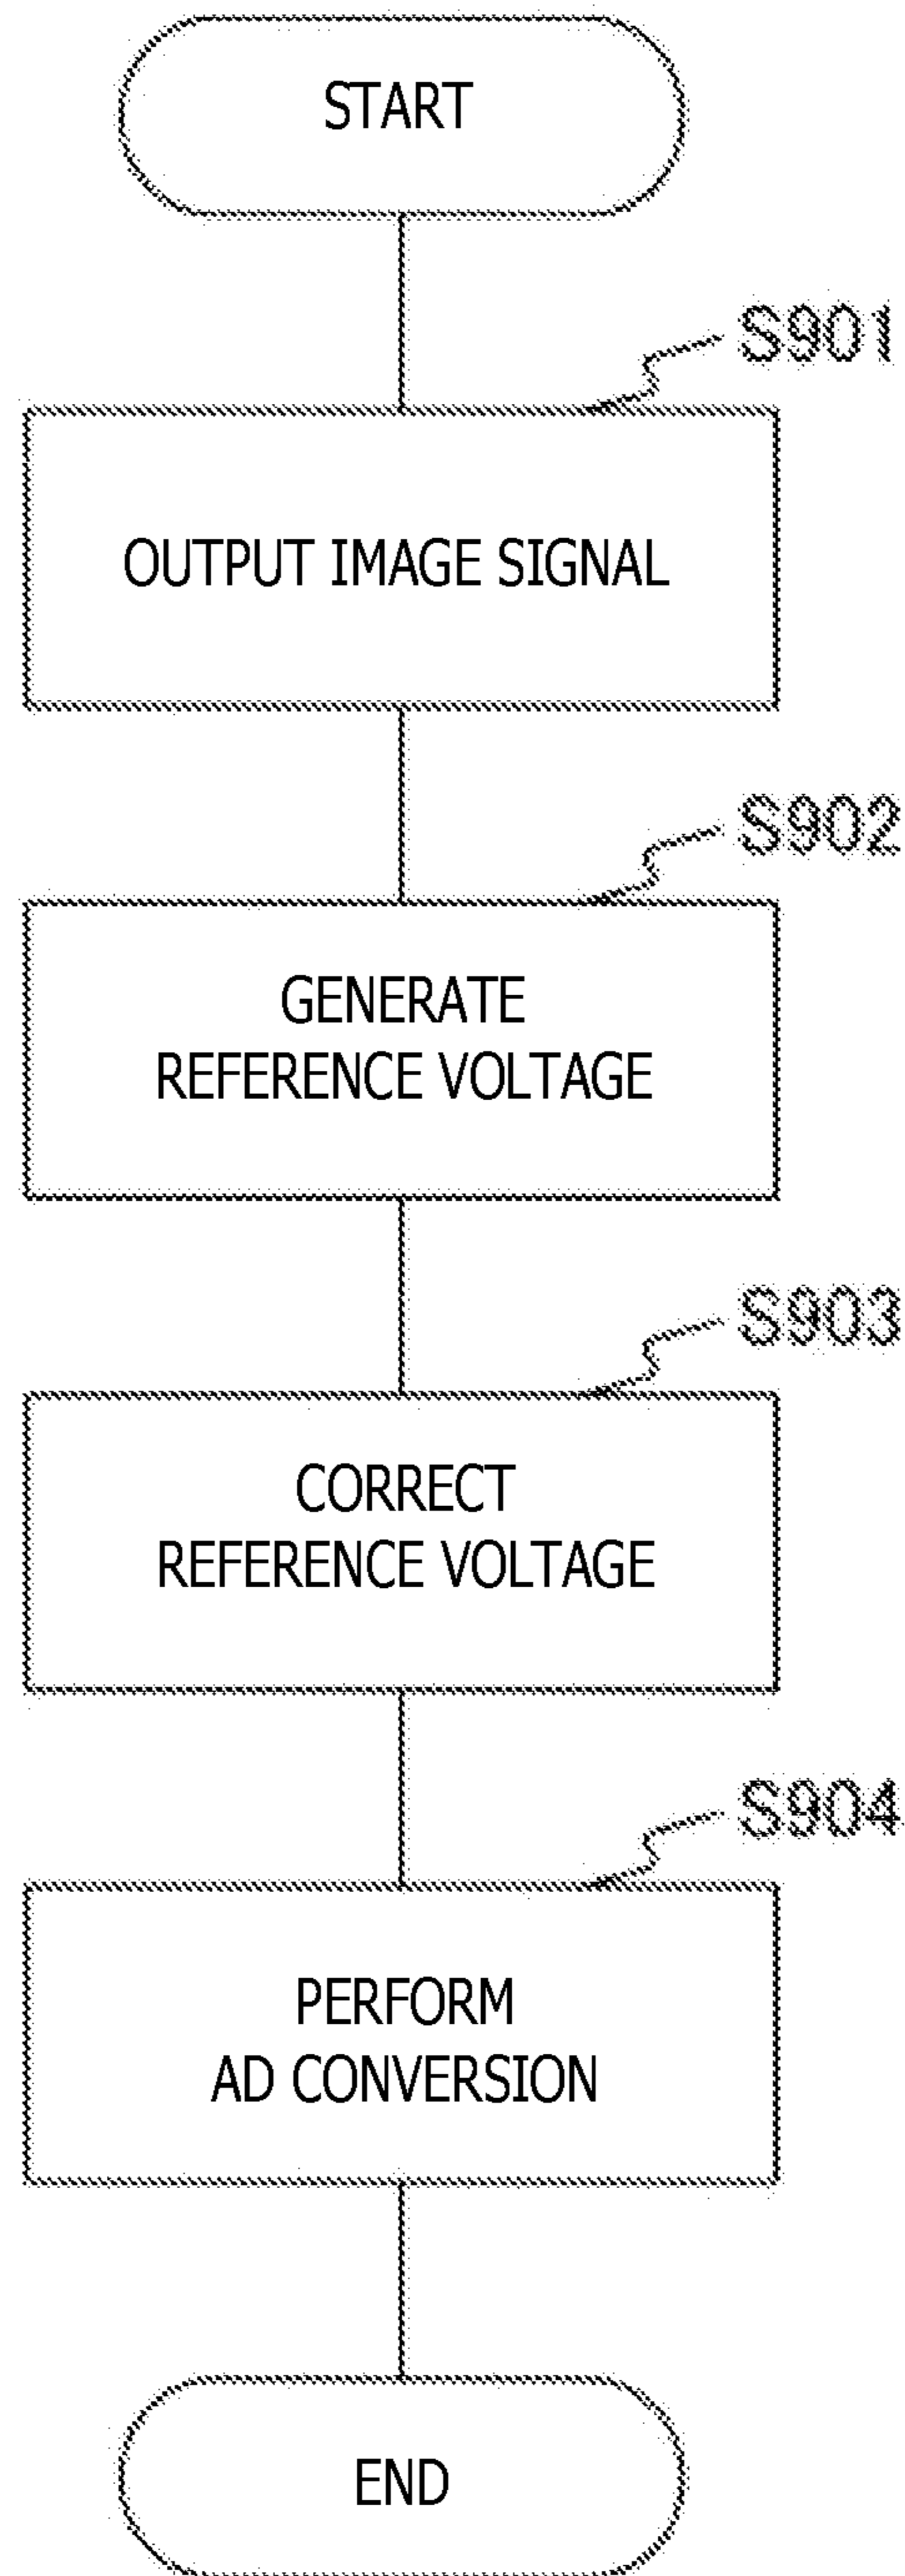 START
S901
OUTPUT IMAGE SIGNAL
S902
GENERATE
REFERENCE VOLTAGE
S903
CORRECT
REFERENCE VOLTAGE
S904
PERFORM
AD CONVERSION
END